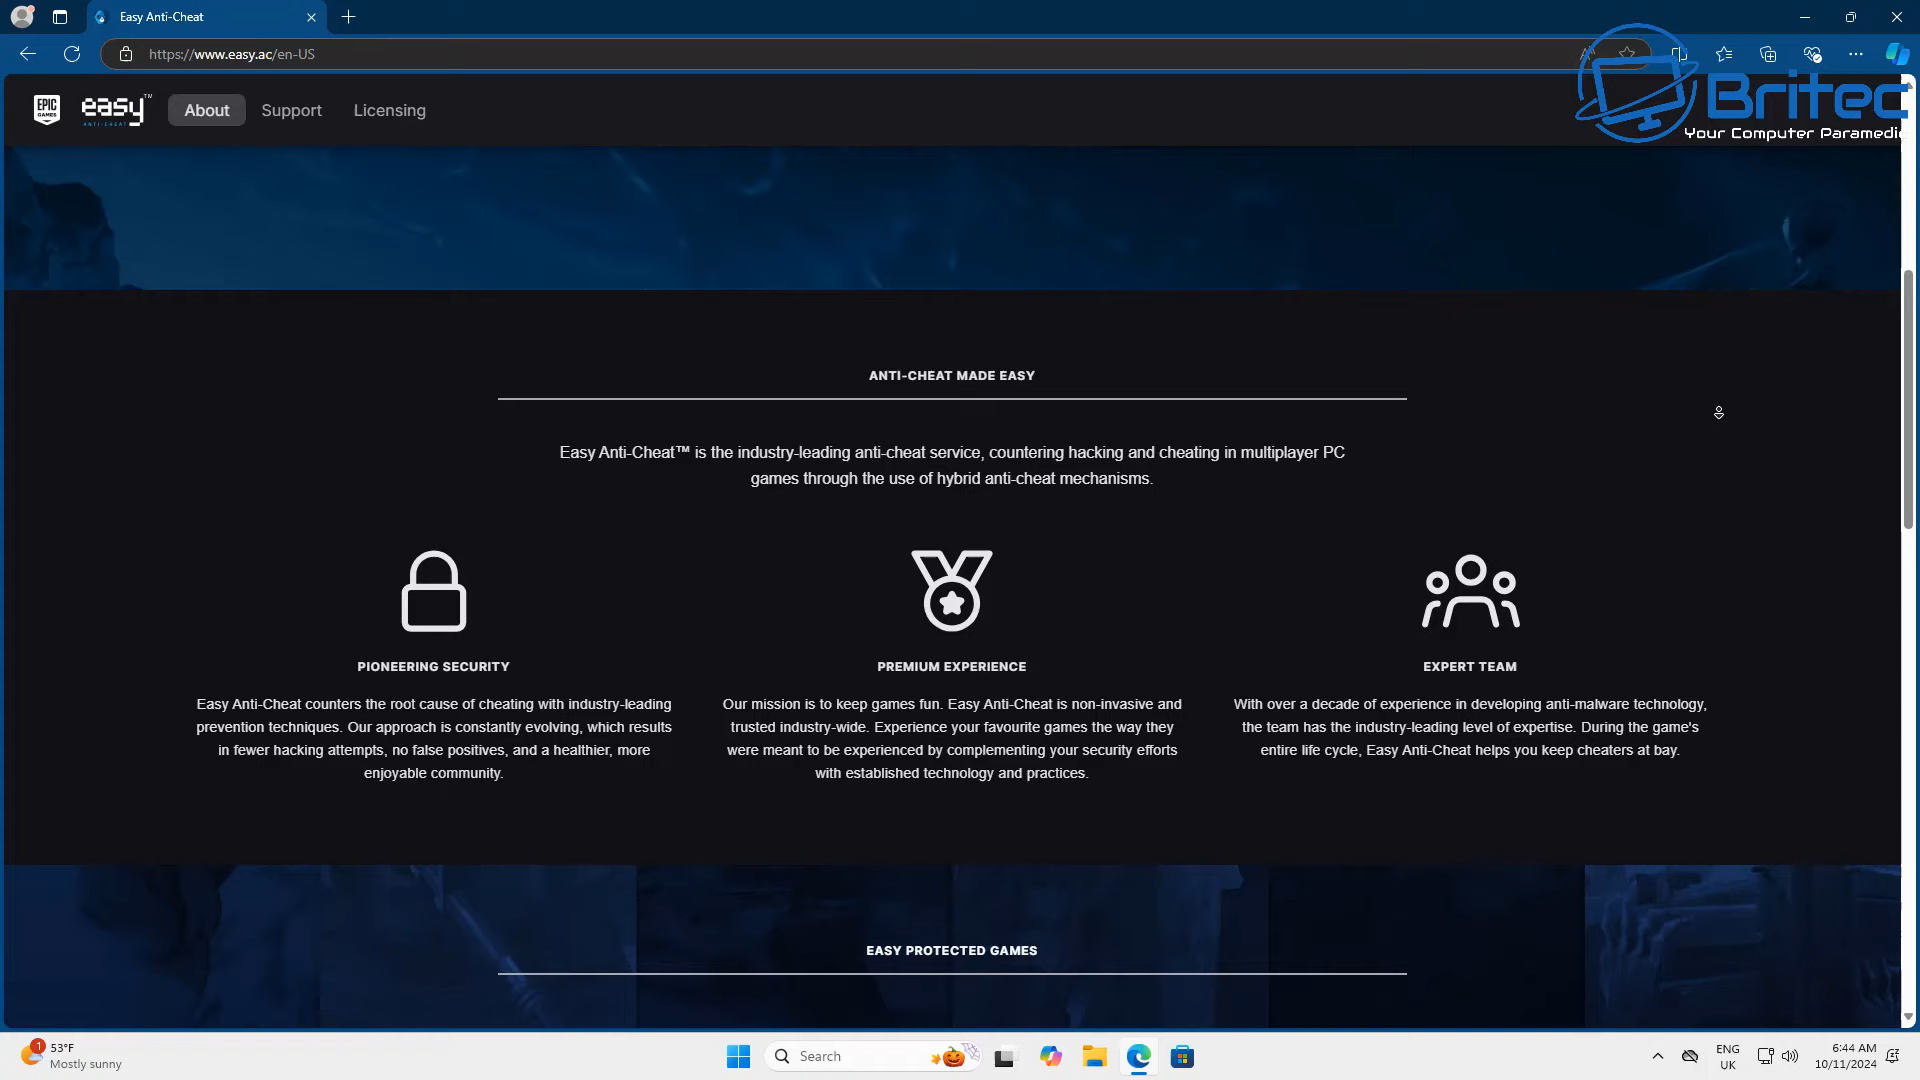 Easy Anti-Cheat
https://www.easy.ac/en-US
Britec
Your Computer Paramedic
EPIC
GAMES
easy™
ANTI-CHEAT
About
Support
Licensing
ANTI-CHEAT MADE EASY
Easy Anti-Cheat™ is the industry-leading anti-cheat service, countering hacking and cheating in multiplayer PC
games through the use of hybrid anti-cheat mechanisms.
PIONEERING SECURITY
Easy Anti-Cheat counters the root cause of cheating with industry-leading
prevention techniques. Our approach is constantly evolving, which results
in fewer hacking attempts, no false positives, and a healthier, more
enjoyable community.
PREMIUM EXPERIENCE
Our mission is to keep games fun. Easy Anti-Cheat is non-invasive and
trusted industry-wide. Experience your favourite games the way they
were meant to be experienced by complementing your security efforts
with established technology and practices.
EXPERT TEAM
With over a decade of experience in developing anti-malware technology,
the team has the industry-leading level of expertise. During the game's
entire life cycle, Easy Anti-Cheat helps you keep cheaters at bay.
EASY PROTECTED GAMES
1
53°F
Mostly sunny
Search
ENG
UK
6:44 AM
10/11/2024